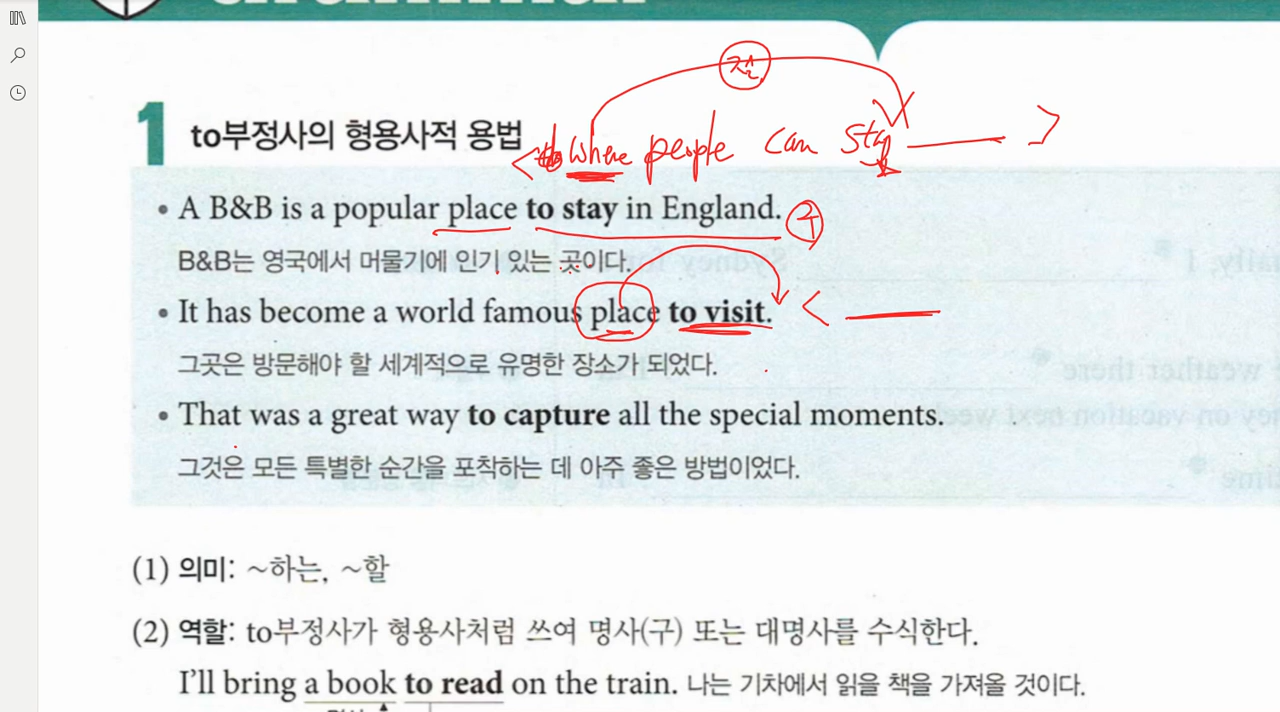 grammar
1 to부정사의 형용사적 용법
where people can stay
• A B&B is a popular place to stay in England.
B&B는 영국에서 머물기에 인기 있는 곳이다.
• It has become a world famous place to visit.
그곳은 방문해야 할 세계적으로 유명한 장소가 되었다.
• That was a great way to capture all the special moments.
그것은 모든 특별한 순간을 포착하는 데 아주 좋은 방법이었다.
(1) 의미: ~하는, ~할
(2) 역할: to부정사가 형용사처럼 쓰여 명사(구) 또는 대명사를 수식한다.
I'll bring a book to read on the train. 나는 기차에서 읽을 책을 가져올 것이다.